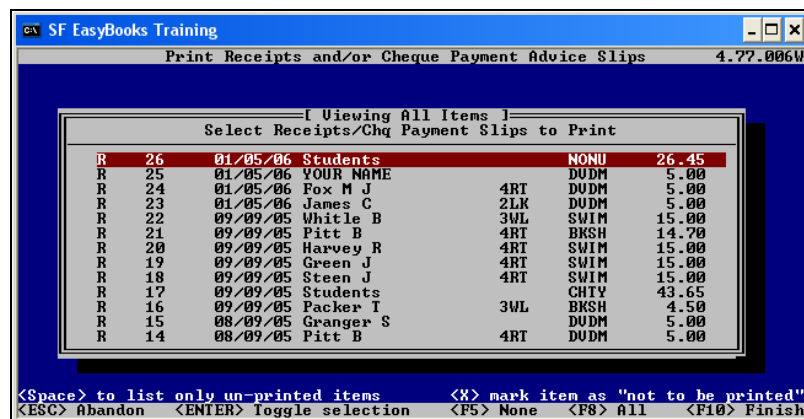 SF EasyBooks Training
Print Receipts and/or Cheque Payment Advice Slips 4.77.006W
[ Viewing All Items ]
Select Receipts/Chq Payment Slips to Print
R 26 01/05/06 Students NONU 26.45
R 25 01/05/06 YOUR NAME DVDM 5.00
R 24 01/05/06 Fox M J 4RT DVDM 5.00
R 23 01/05/06 James C 2LK DVDM 5.00
R 22 09/09/05 Whitle B 3WL SWIM 15.00
R 21 09/09/05 Pitt B 4RT BKSH 14.70
R 20 09/09/05 Harvey R 4RT SWIM 15.00
R 19 09/09/05 Green J 4RT SWIM 15.00
R 18 09/09/05 Steen J 4RT SWIM 15.00
R 17 09/09/05 Students CHTY 43.65
R 16 09/09/05 Packer T 3WL BKSH 4.50
R 15 08/09/05 Granger S DVDM 5.00
R 14 08/09/05 Pitt B 4RT DVDM 5.00
<Space> to list only un-printed items <X> mark item as "not to be printed"
<ESC> Abandon <ENTER> Toggle selection <F5> None <F8> All <F10> Finish